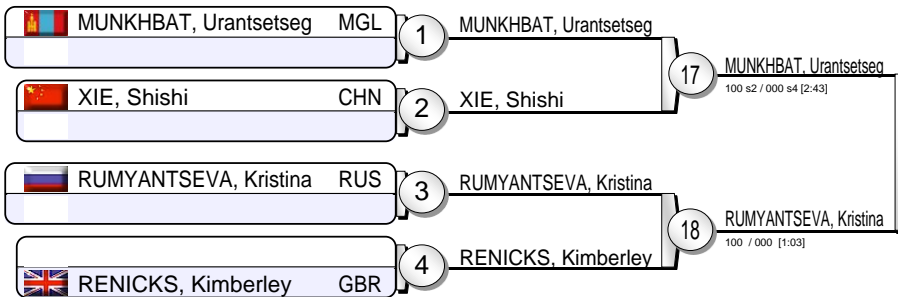 MUNKHBAT, Urantsetseg MGL
1
MUNKHBAT, Urantsetseg
XIE, Shishi CHN
2
XIE, Shishi
17
MUNKHBAT, Urantsetseg
100 s2 / 000 s4 [2:43]
RUMYANTSEVA, Kristina RUS
3
RUMYANTSEVA, Kristina
RENICKS, Kimberley GBR
4
RENICKS, Kimberley
18
RUMYANTSEVA, Kristina
100 / 000 [1:03]